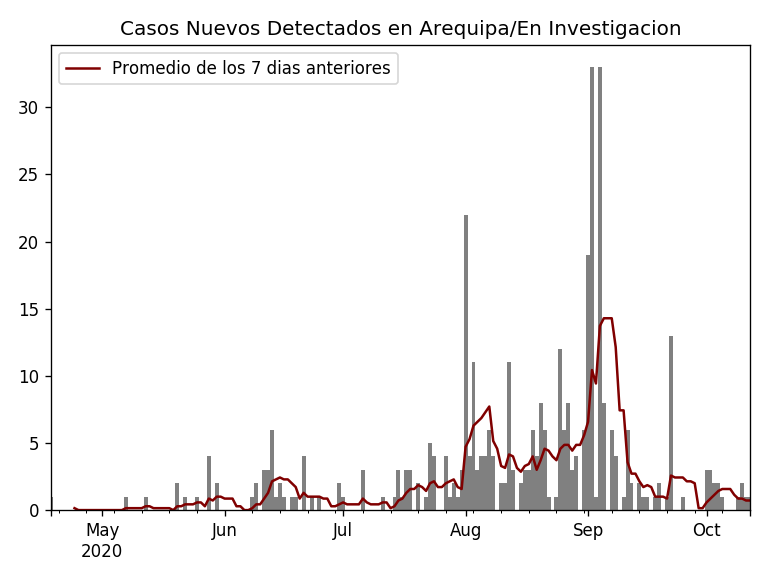 Casos Nuevos Detectados en Arequipa/En Investigacion
Promedio de los 7 dias anteriores
30
25
20
15
10
5
0
May Jun Jul Aug Sep Oct
2020